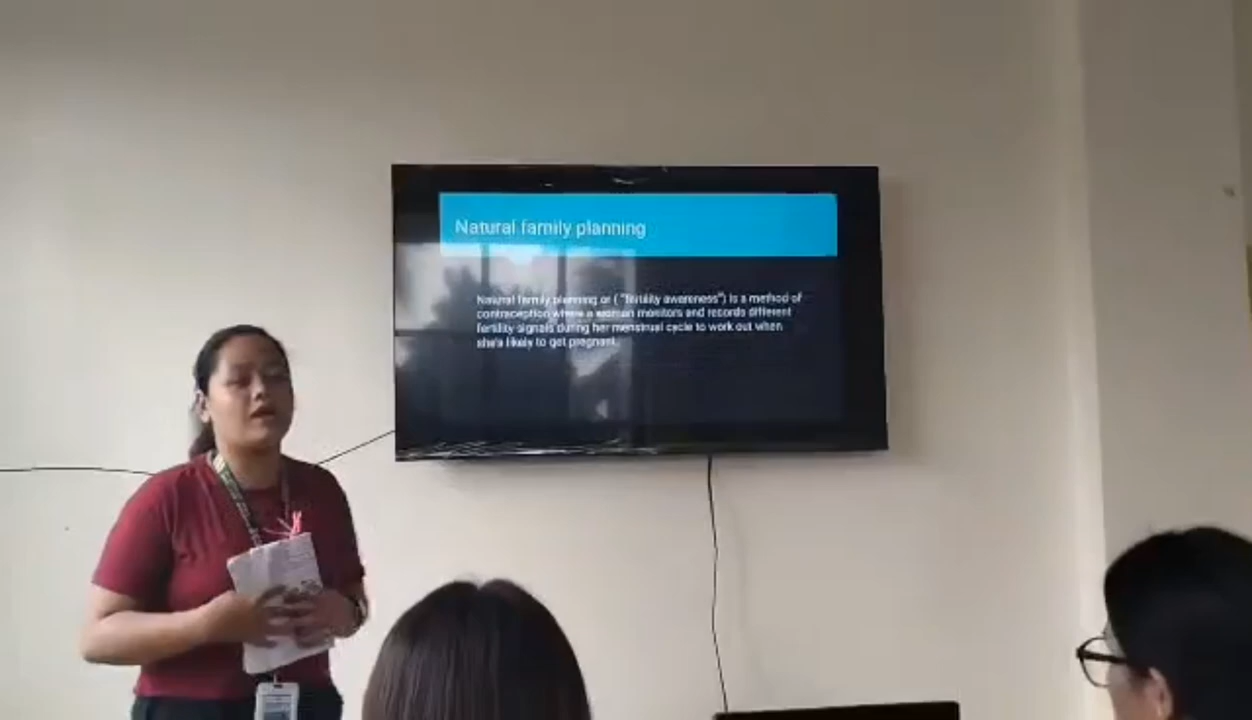 Natural family planning
Natural family planning or ( "fertility awareness") is a method of
contraception where a woman monitors and records different
fertility signals during her menstrual cycle to work out when
she's likely to get pregnant.